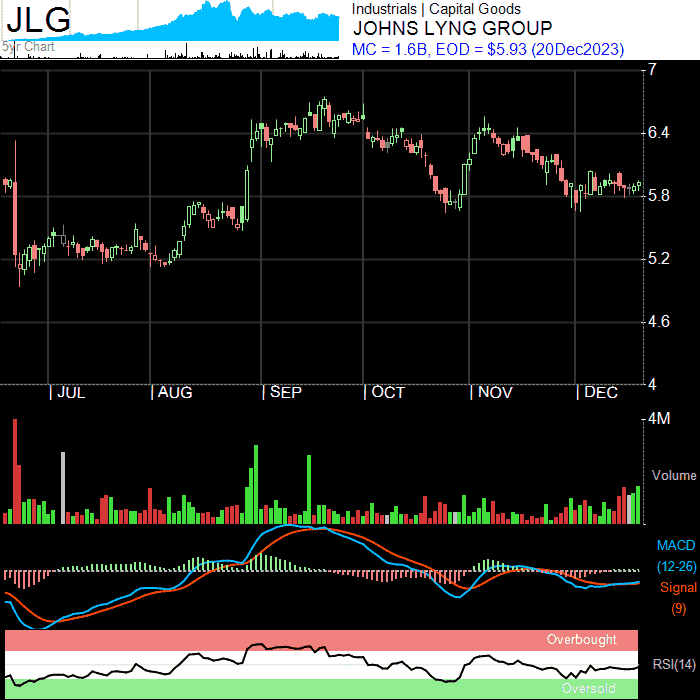 JLG
5yr Chart
Industrials | Capital Goods
JOHNS LYNG GROUP
MC = 1.6B, EOD = $5.93 (20Dec2023)
7
6.4
5.8
5.2
4.6
4
| JUL | AUG | SEP | OCT | NOV | DEC
4M
Volume
MACD
(12-26)
Signal
(9)
Overbought
RSI(14)
Oversold